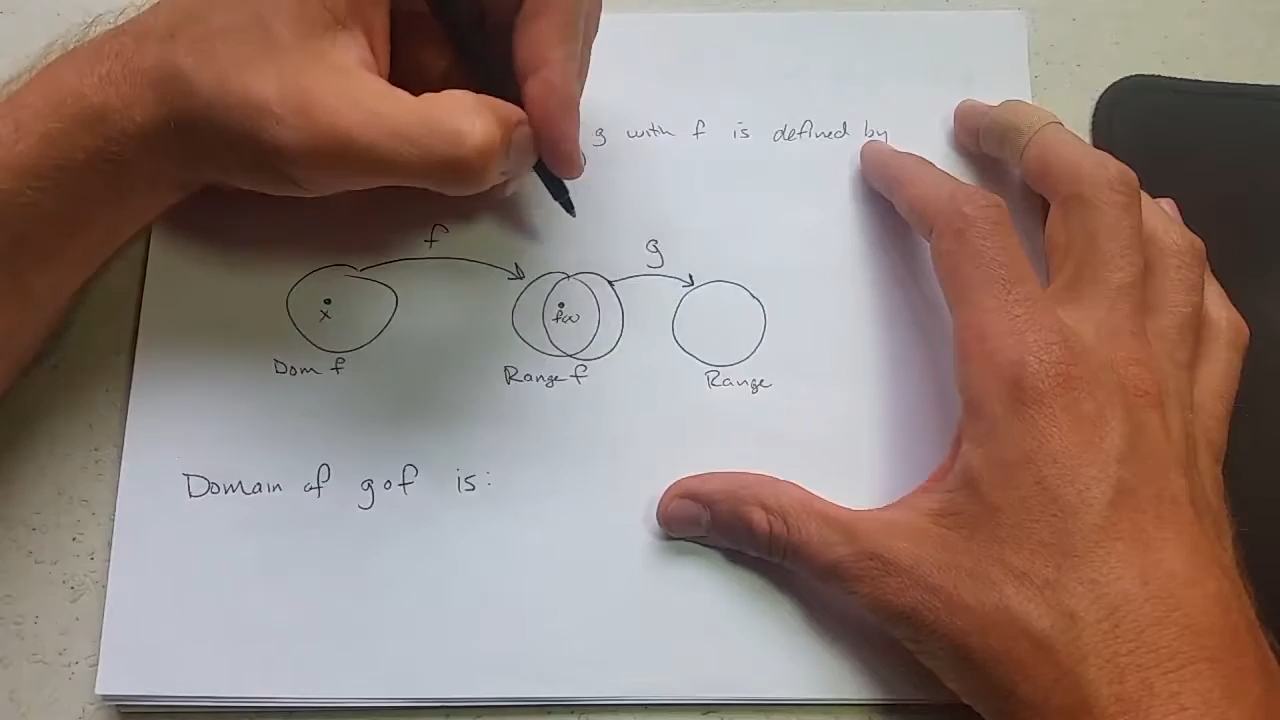 g with f is defined by
f
g
x
f(x)
Dom f
Range f
Range
Domain of g∘f is: